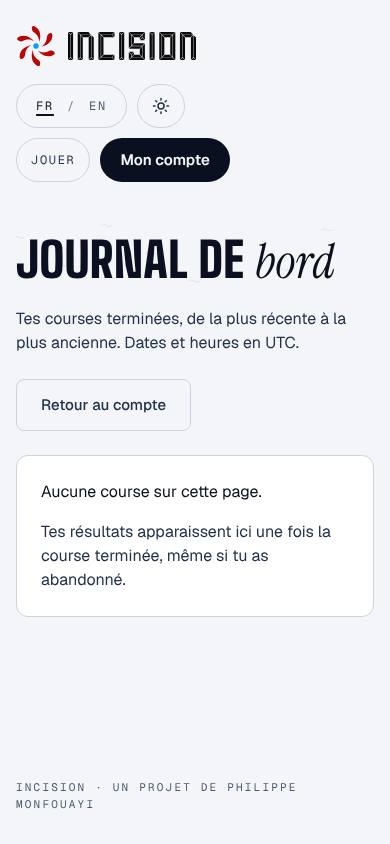 INCISION
FR / EN
JOUER
Mon compte
JOURNAL DE bord
Tes courses terminées, de la plus récente à la
plus ancienne. Dates et heures en UTC.
Retour au compte
Aucune course sur cette page.
Tes résultats apparaissent ici une fois la
course terminée, même si tu as
abandonné.
INCISION · UN PROJET DE PHILIPPE
MONFOUAYI